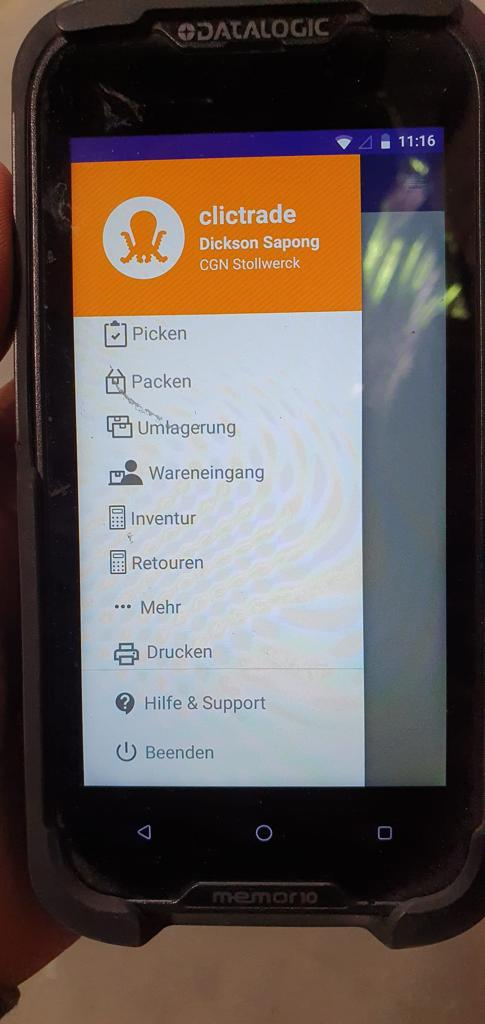 DATALOGIC
11:16
clictrade
Dickson Sapong
CGN Stollwerck
Picken
Packen
Umlagerung
Wareneingang
Inventur
Retouren
Mehr
Drucken
Hilfe & Support
Beenden
memor10